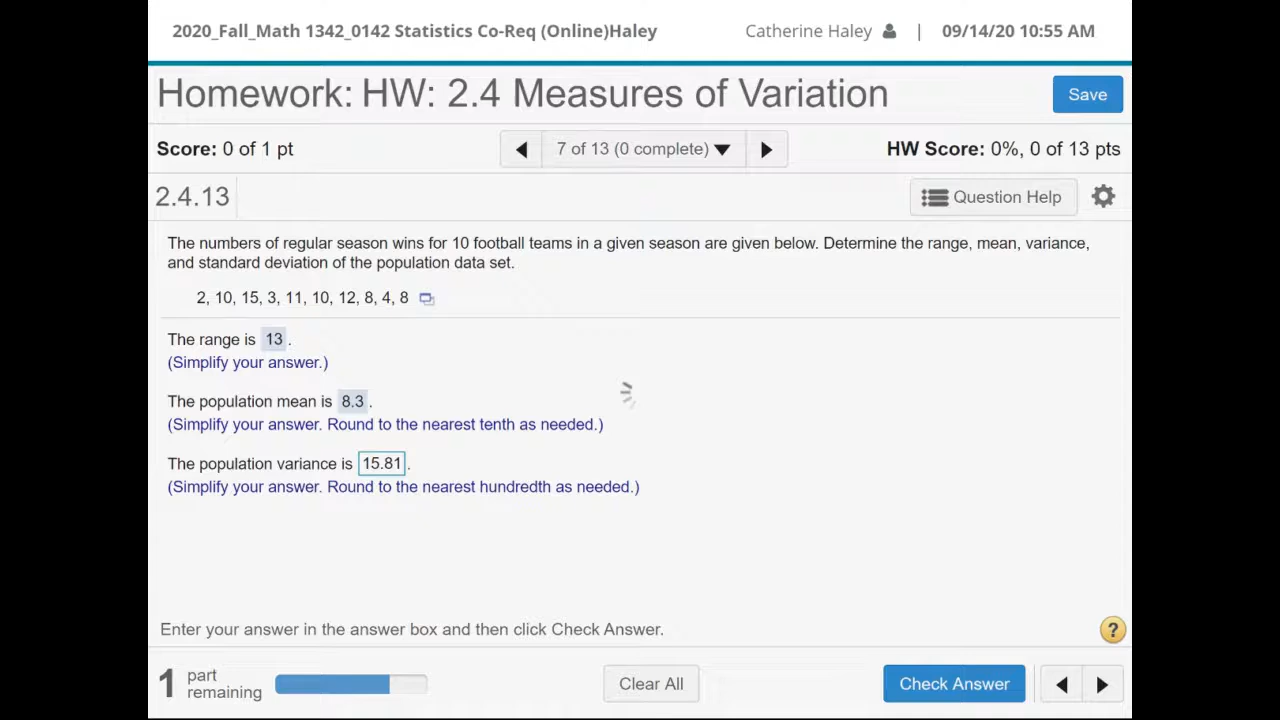 2020_Fall_Math 1342_0142 Statistics Co-Req (Online)Haley
Catherine Haley | 09/14/20 10:55 AM
Homework: HW: 2.4 Measures of Variation
Save
Score: 0 of 1 pt
7 of 13 (0 complete)
HW Score: 0%, 0 of 13 pts
2.4.13
Question Help
The numbers of regular season wins for 10 football teams in a given season are given below. Determine the range, mean, variance,
and standard deviation of the population data set.
2, 10, 15, 3, 11, 10, 12, 8, 4, 8
The range is 13.
(Simplify your answer.)
The population mean is 8.3.
(Simplify your answer. Round to the nearest tenth as needed.)
The population variance is 15.81.
(Simplify your answer. Round to the nearest hundredth as needed.)
Enter your answer in the answer box and then click Check Answer.
?
1 part
remaining
Clear All
Check Answer